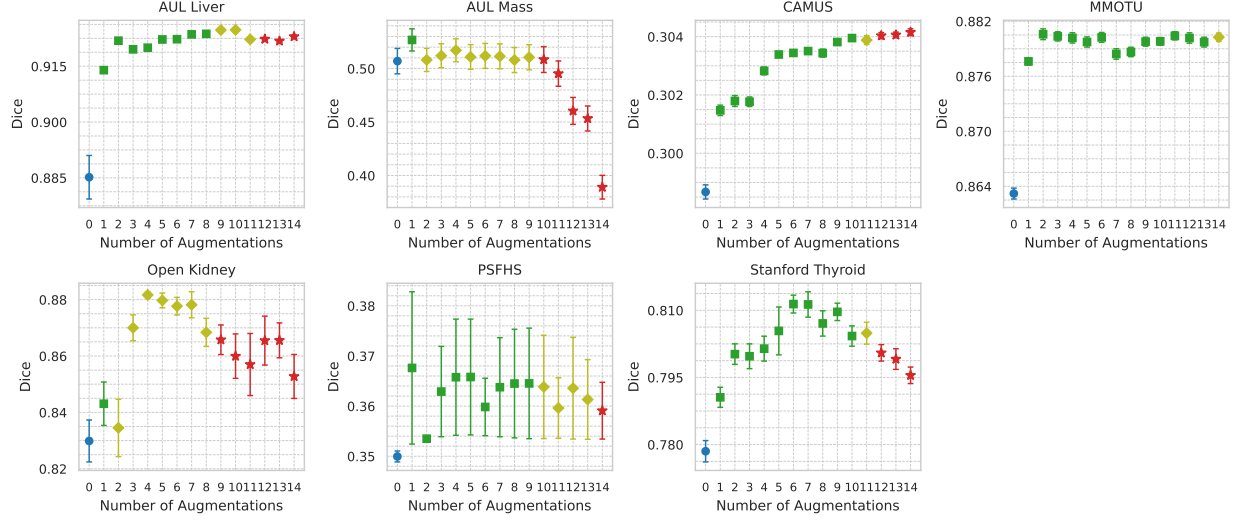 AUL Liver
AUL Mass
CAMUS
MMOTU
Dice
0.915
0.900
0.885
0 1 2 3 4 5 6 7 8 9 1011121314
Number of Augmentations
Dice
0.50
0.45
0.40
0 1 2 3 4 5 6 7 8 9 1011121314
Number of Augmentations
Dice
0.304
0.302
0.300
0 1 2 3 4 5 6 7 8 9 1011121314
Number of Augmentations
Dice
0.882
0.876
0.870
0.864
0 1 2 3 4 5 6 7 8 9 1011121314
Number of Augmentations
Open Kidney
PSFHS
Stanford Thyroid
Dice
0.88
0.86
0.84
0.82
0 1 2 3 4 5 6 7 8 9 1011121314
Number of Augmentations
Dice
0.38
0.37
0.36
0.35
0 1 2 3 4 5 6 7 8 9 1011121314
Number of Augmentations
Dice
0.810
0.795
0.780
0 1 2 3 4 5 6 7 8 9 1011121314
Number of Augmentations